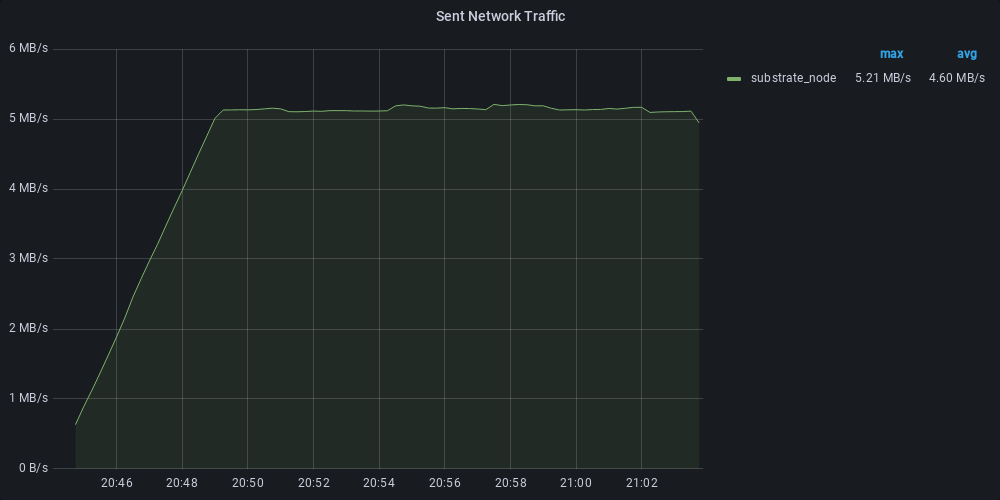 Sent Network Traffic
6 MB/s
5 MB/s
4 MB/s
3 MB/s
2 MB/s
1 MB/s
0 B/s
20:46 20:48 20:50 20:52 20:54 20:56 20:58 21:00 21:02
max avg
substrate_node 5.21 MB/s 4.60 MB/s